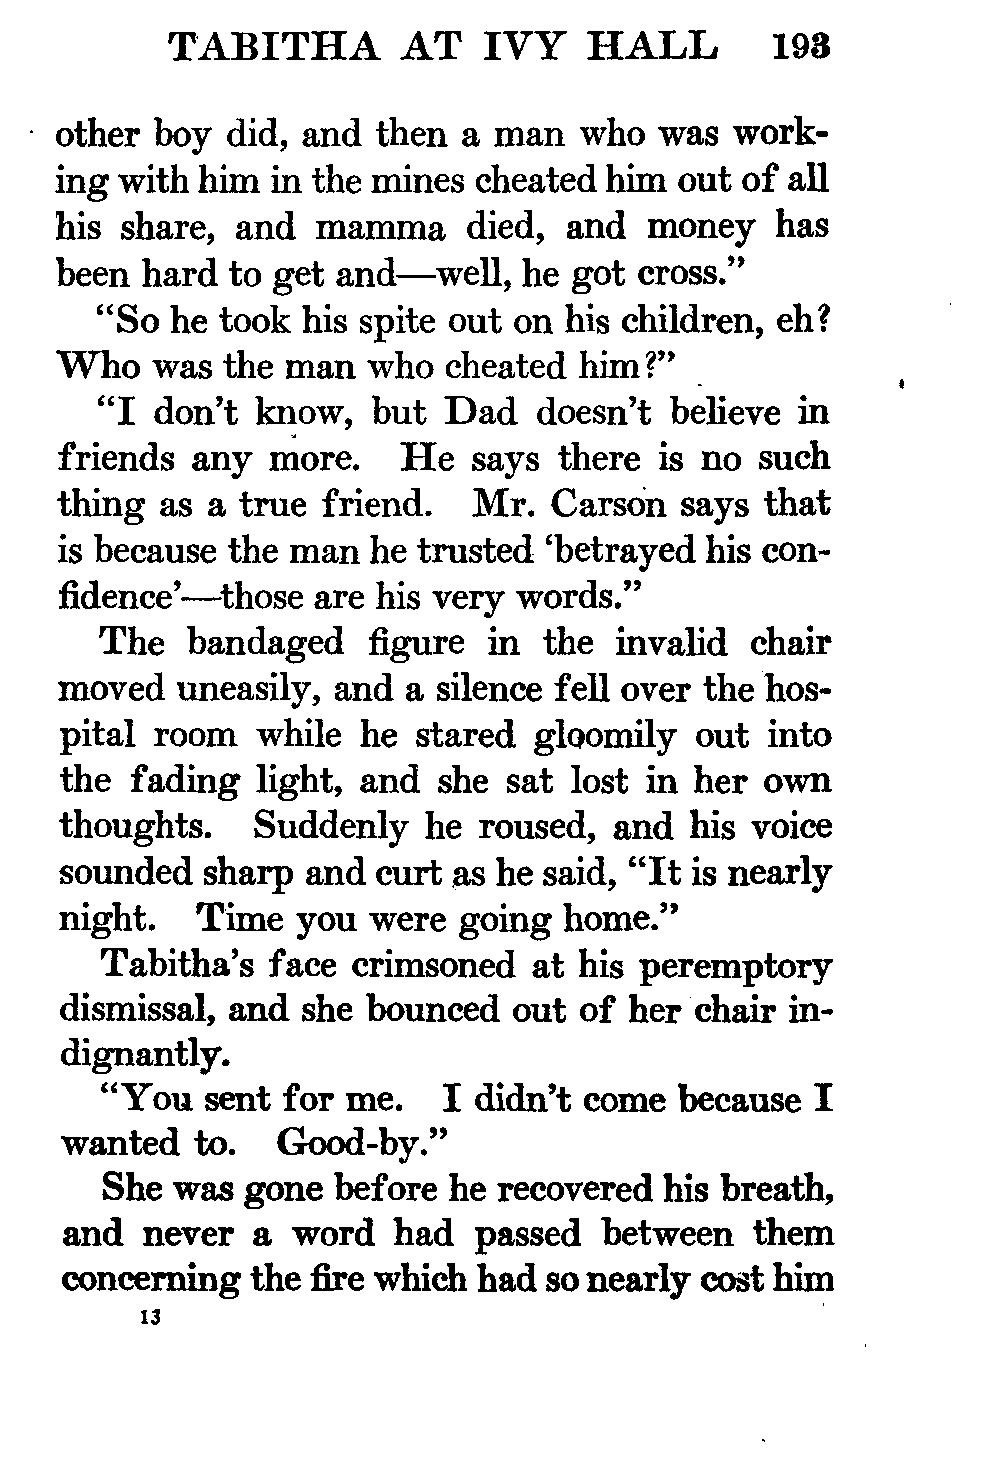 TABITHA AT IVY HALL 193
other boy did, and then a man who was work-
ing with him in the mines cheated him out of all
his share, and mamma died, and money has
been hard to get and—well, he got cross."
"So he took his spite out on his children, eh?
Who was the man who cheated him?"
"I don't know, but Dad doesn't believe in
friends any more. He says there is no such
thing as a true friend. Mr. Carson says that
is because the man he trusted 'betrayed his con-
fidence'—those are his very words."
The bandaged figure in the invalid chair
moved uneasily, and a silence fell over the hos-
pital room while he stared gloomily out into
the fading light, and she sat lost in her own
thoughts. Suddenly he roused, and his voice
sounded sharp and curt as he said, "It is nearly
night. Time you were going home."
Tabitha's face crimsoned at his peremptory
dismissal, and she bounced out of her chair in-
dignantly.
"You sent for me. I didn't come because I
wanted to. Good-by."
She was gone before he recovered his breath,
and never a word had passed between them
concerning the fire which had so nearly cost him
13